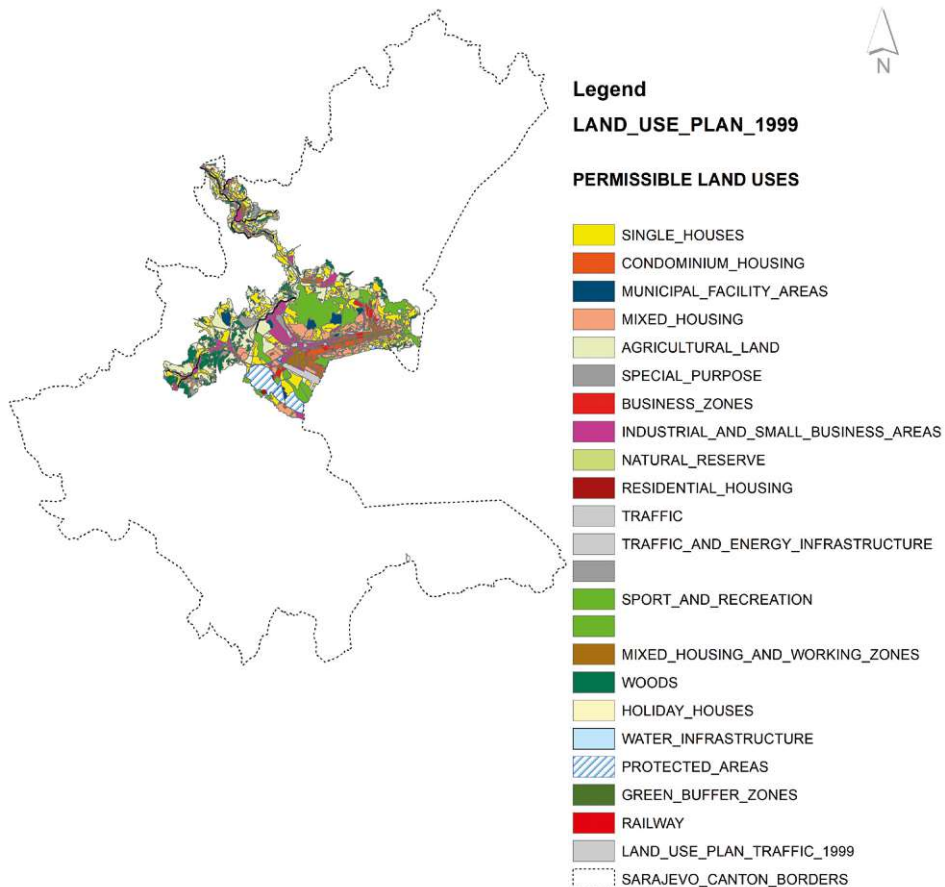 N
Legend
LAND_USE_PLAN_1999
PERMISSIBLE LAND USES
SINGLE_HOUSES
CONDOMINIUM_HOUSING
MUNICIPAL_FACILITY_AREAS
MIXED_HOUSING
AGRICULTURAL_LAND
SPECIAL_PURPOSE
BUSINESS_ZONES
INDUSTRIAL_AND_SMALL_BUSINESS_AREAS
NATURAL_RESERVE
RESIDENTIAL_HOUSING
TRAFFIC
TRAFFIC_AND_ENERGY_INFRASTRUCTURE
SPORT_AND_RECREATION
MIXED_HOUSING_AND_WORKING_ZONES
WOODS
HOLIDAY_HOUSES
WATER_INFRASTRUCTURE
PROTECTED_AREAS
GREEN_BUFFER_ZONES
RAILWAY
LAND_USE_PLAN_TRAFFIC_1999
SARAJEVO_CANTON_BORDERS